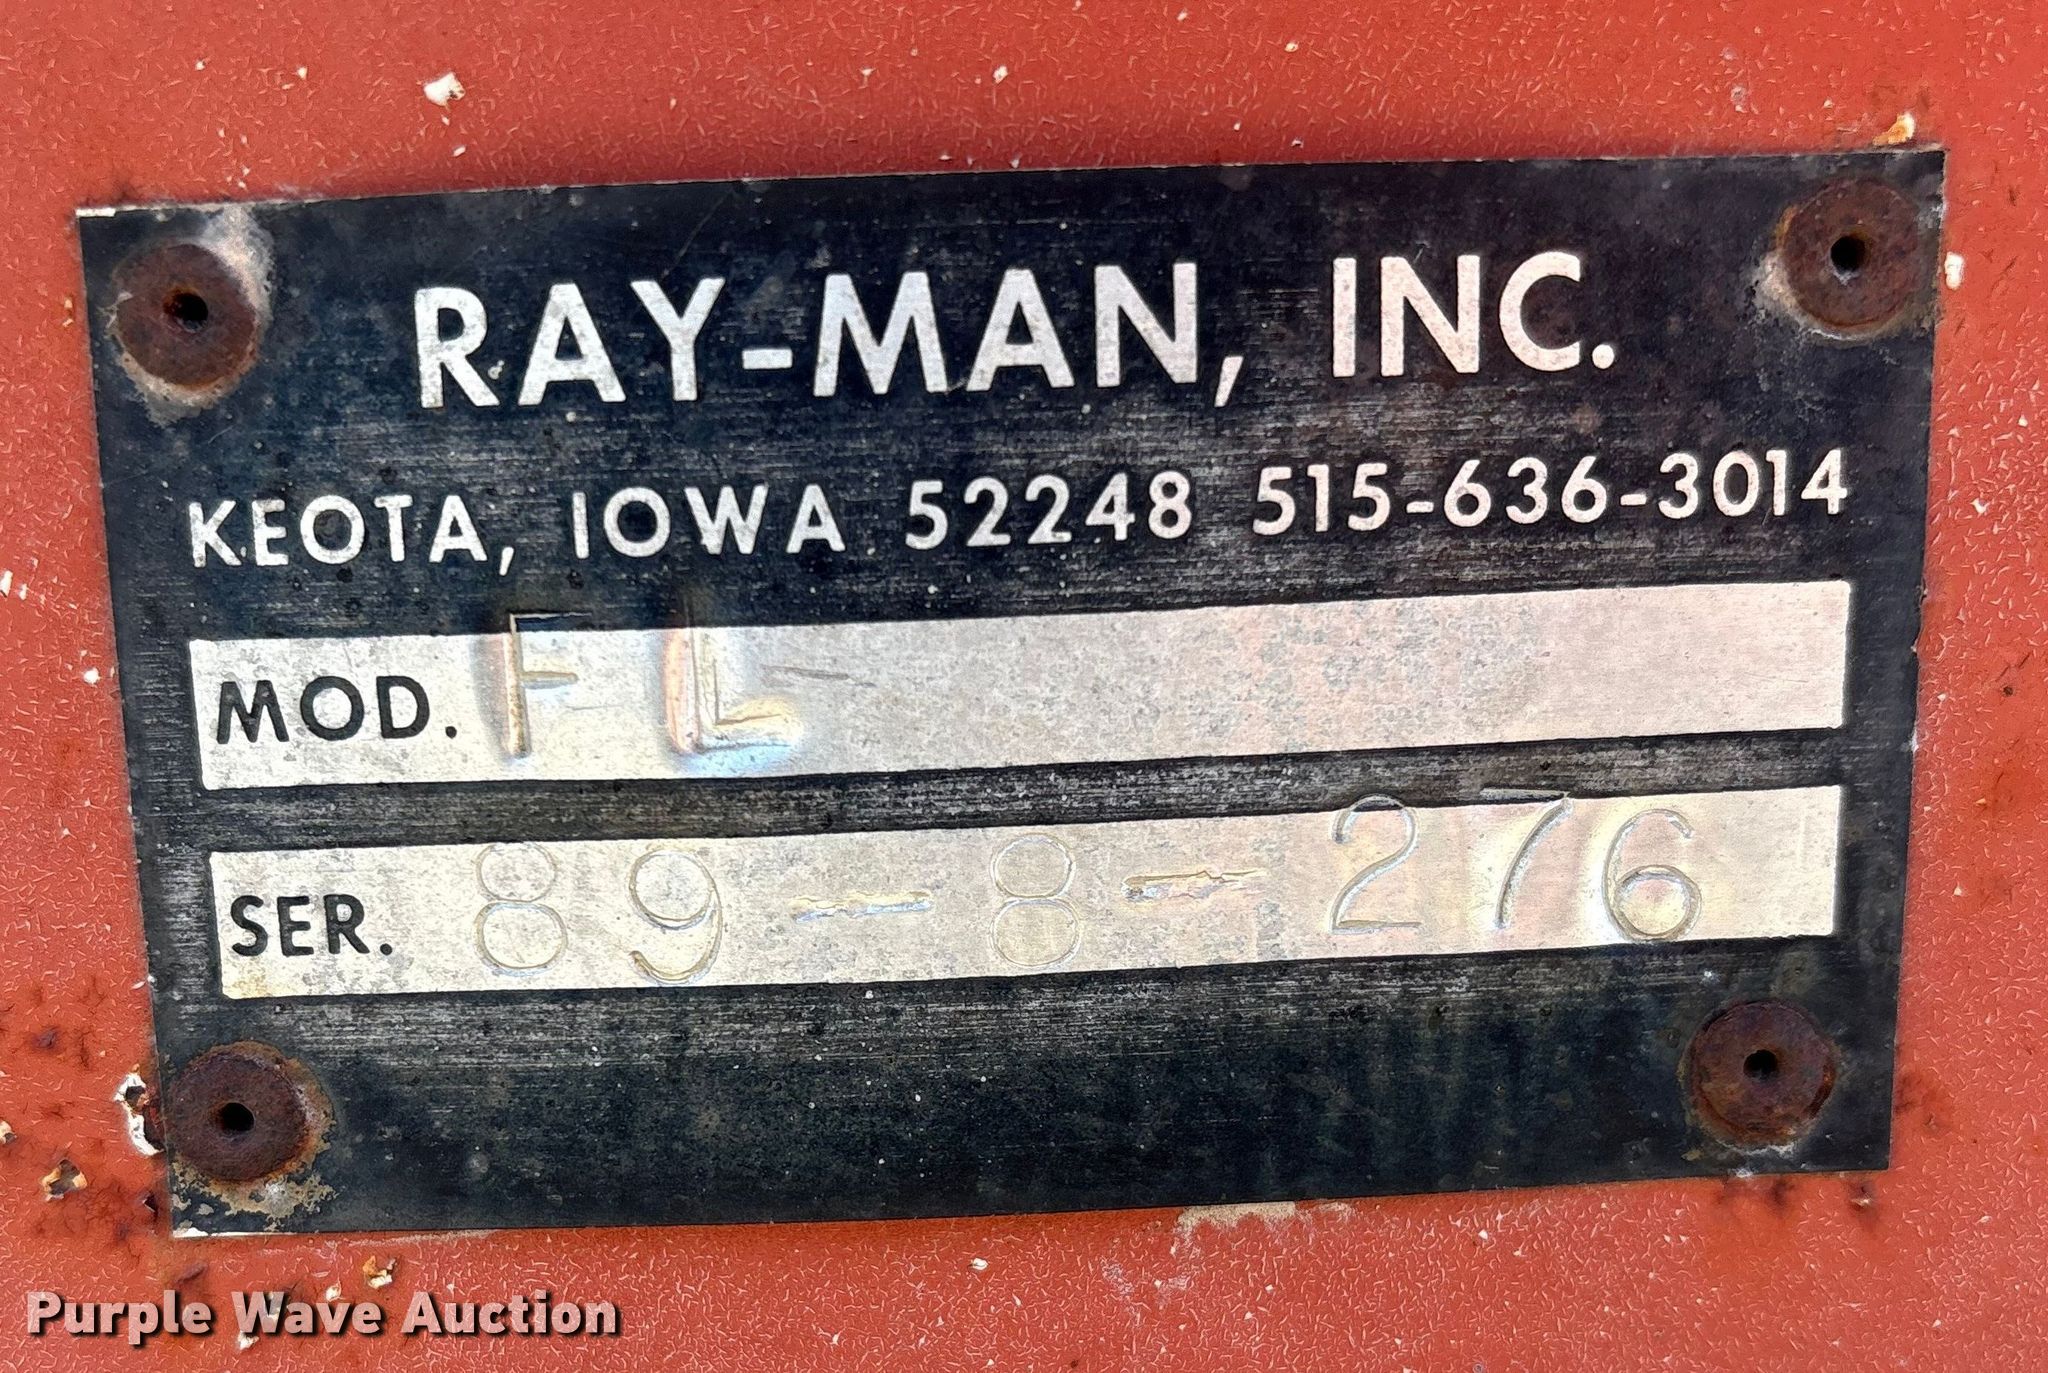 RAY-MAN, INC.
KEOTA, IOWA 52248 515-636-3014
MOD. FL
SER. 89-8-276
Purple Wave Auction